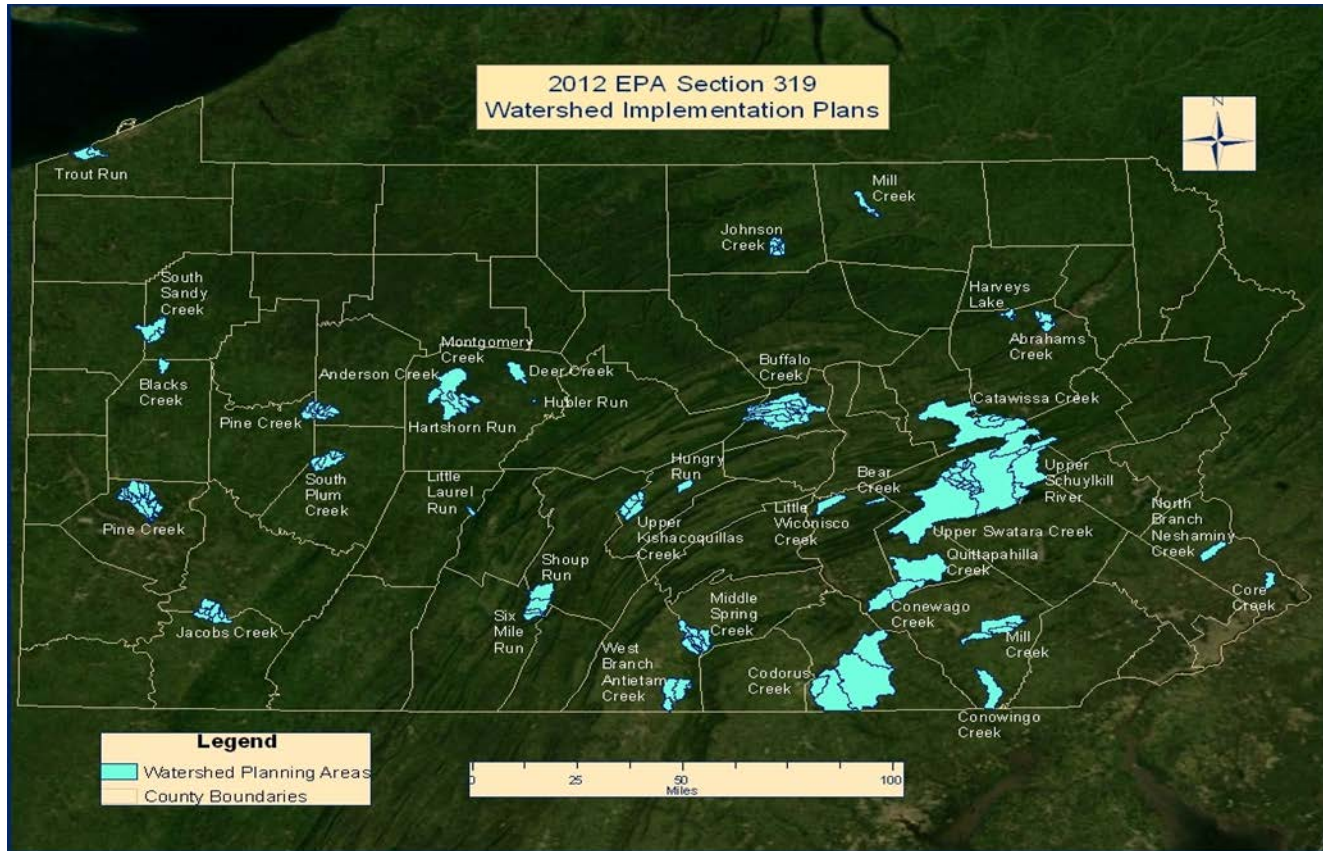 2012 EPA Section 319
Watershed Implementation Plans
N
Trout Run
Mill
Creek
Johnson
Creek
South
Sandy
Creek
Harveys
Lake
Abrahams
Creek
Montgomery
Creek
Blacks
Creek
Anderson Creek
Deer Creek
Buffalo
Creek
Hubler Run
Catawissa Creek
Pine Creek
Hartshorn Run
South
Plum
Creek
Little
Laurel
Run
Hungry
Run
Bear
Creek
Upper
Schuylkill
River
Pine Creek
Upper
Kishacoquillas
Creek
Little
Wiconisco
Creek
Upper Swatara Creek
North
Branch
Neshaminy
Creek
Quittapahilla
Creek
Shoup
Run
Core
Creek
Jacobs Creek
Six
Mile
Run
Middle
Spring
Creek
Conewago
Creek
Mill
Creek
West
Branch
Antietam
Creek
Codorus
Creek
Conowingo
Creek
Legend
Watershed Planning Areas
County Boundaries
0 25 50 100
Miles